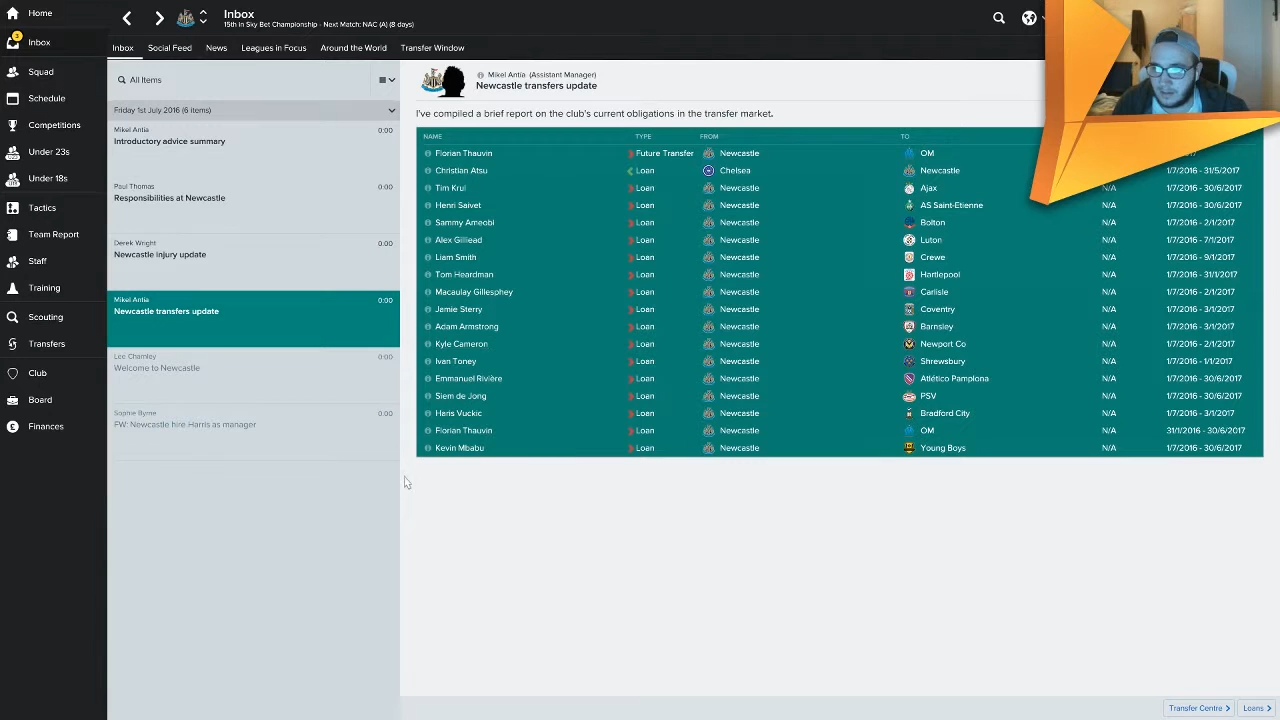 Home
3
Inbox
Squad
Schedule
Competitions
Under 23s
Under 18s
Tactics
Team Report
Staff
Training
Scouting
Transfers
Club
Board
Finances
Inbox
15th in Sky Bet Championship - Next Match: NAC (A) (8 days)
Inbox Social Feed News Leagues in Focus Around the World Transfer Window
All Items
Friday 1st July 2016 (6 items)
Mikel Antia 0:00
Introductory advice summary
Paul Thomas 0:00
Responsibilities at Newcastle
Derek Wright 0:00
Newcastle injury update
Mikel Antia 0:00
Newcastle transfers update
Lee Charnley 0:00
Welcome to Newcastle
Sophie Byrne 0:00
FW: Newcastle hire Harris as manager
Mikel Antia (Assistant Manager)
Newcastle transfers update
I've compiled a brief report on the club's current obligations in the transfer market.
NAME TYPE FROM TO
Florian Thauvin Future Transfer Newcastle OM
Christian Atsu Loan Chelsea Newcastle 1/7/2016 - 31/5/2017
Tim Krul Loan Newcastle Ajax N/A 1/7/2016 - 30/6/2017
Henri Saivet Loan Newcastle AS Saint-Etienne N/A 1/7/2016 - 30/6/2017
Sammy Ameobi Loan Newcastle Bolton N/A 1/7/2016 - 2/1/2017
Alex Gilliead Loan Newcastle Luton N/A 1/7/2016 - 7/1/2017
Liam Smith Loan Newcastle Crewe N/A 1/7/2016 - 9/1/2017
Tom Heardman Loan Newcastle Hartlepool N/A 1/7/2016 - 31/1/2017
Macaulay Gillesphey Loan Newcastle Carlisle N/A 1/7/2016 - 2/1/2017
Jamie Sterry Loan Newcastle Coventry N/A 1/7/2016 - 3/1/2017
Adam Armstrong Loan Newcastle Barnsley N/A 1/7/2016 - 3/1/2017
Kyle Cameron Loan Newcastle Newport Co N/A 1/7/2016 - 2/1/2017
Ivan Toney Loan Newcastle Shrewsbury N/A 1/7/2016 - 1/1/2017
Emmanuel Rivière Loan Newcastle Atlético Pamplona N/A 1/7/2016 - 30/6/2017
Siem de Jong Loan Newcastle PSV N/A 1/7/2016 - 30/6/2017
Haris Vuckic Loan Newcastle Bradford City N/A 1/7/2016 - 3/1/2017
Florian Thauvin Loan Newcastle OM N/A 31/1/2016 - 30/6/2017
Kevin Mbabu Loan Newcastle Young Boys N/A 1/7/2016 - 30/6/2017
Transfer Centre Loans